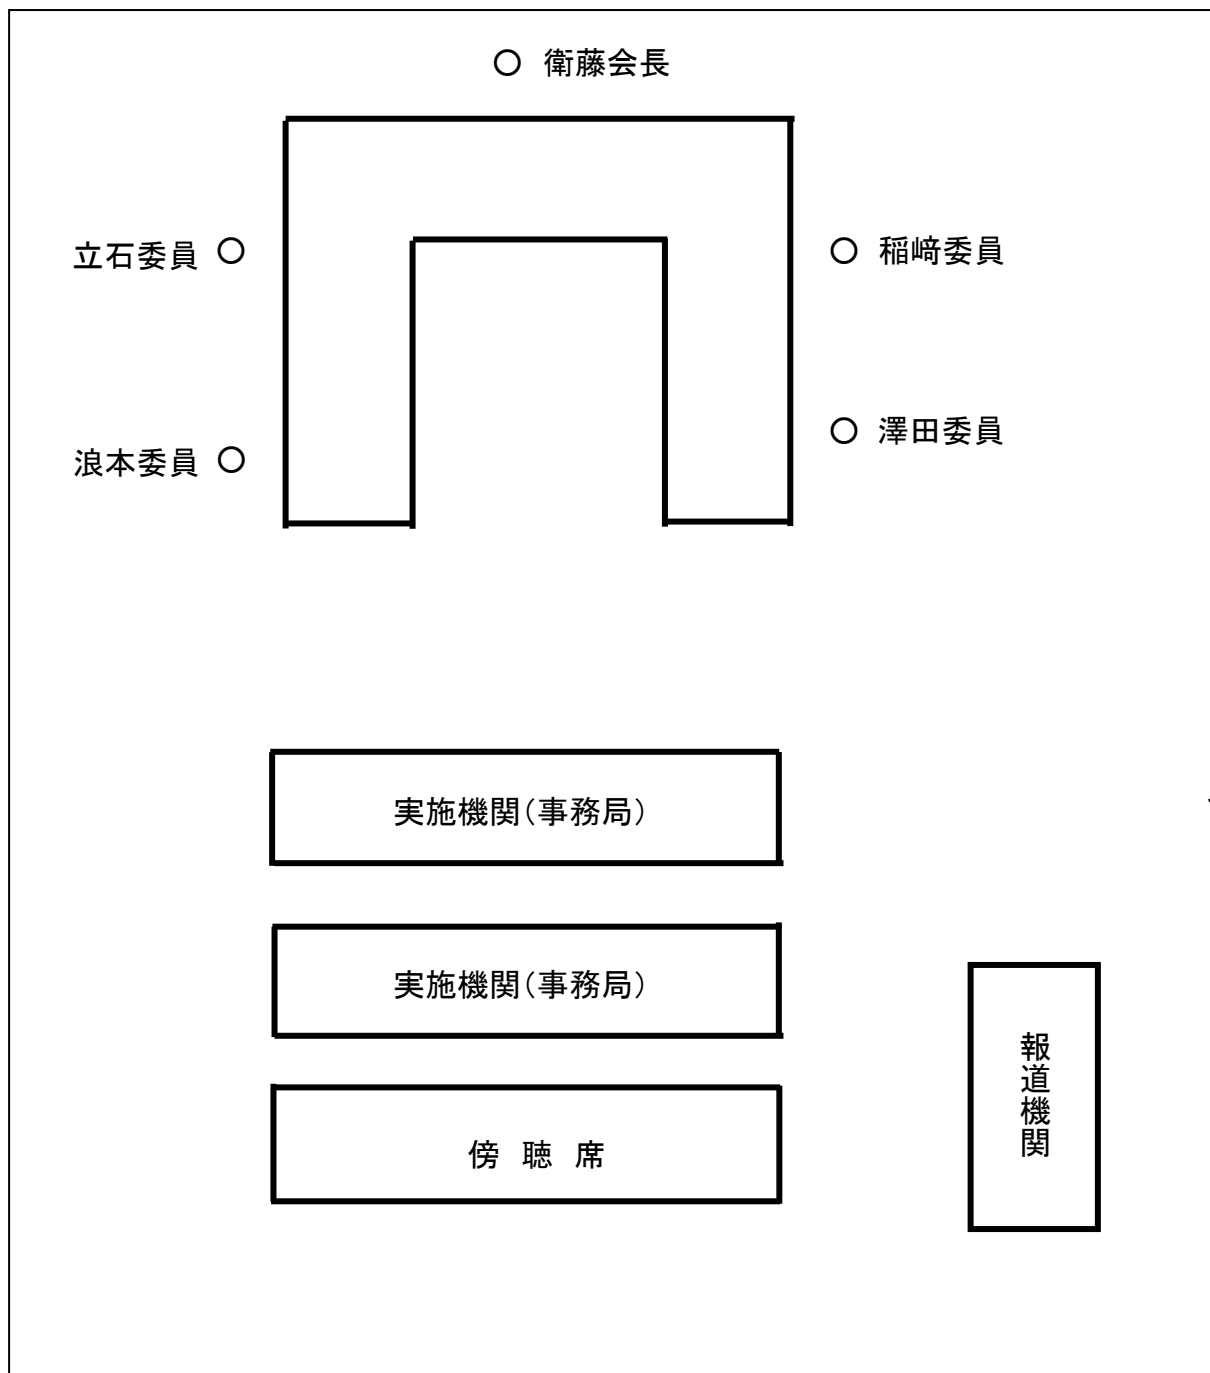 ○ 衛藤会長
立石委員 ○
○ 稲﨑委員
浪本委員 ○
○ 澤田委員
実施機関(事務局)
実施機関(事務局)
傍 聴 席
報道機関